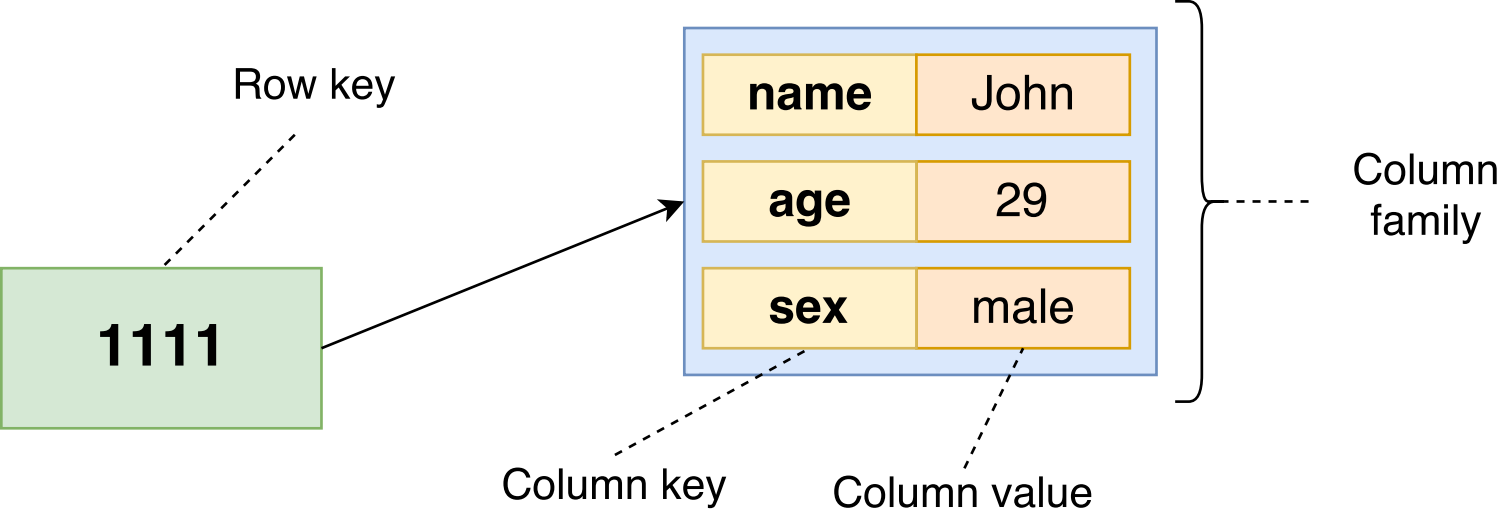 Row key
1111
name John
age 29
sex male
Column key
Column value
Column
family